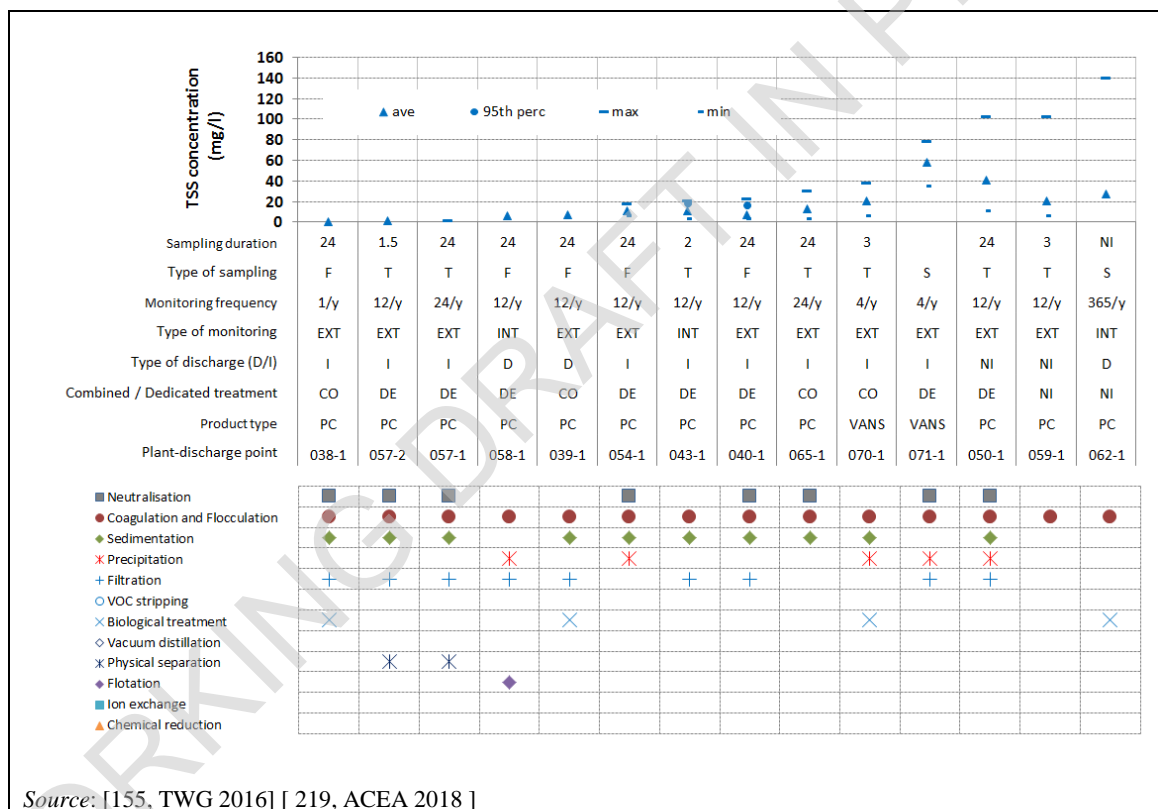 160
140
120
100
80
60
40
20
0
TSS concentration
(mg/l)
ave 95th perc max min
Sampling duration 24 1.5 24 24 24 24 2 24 24 3 24 3 NI
Type of sampling F T T F F F T F T T S T T S
Monitoring frequency 1/y 12/y 24/y 12/y 12/y 12/y 12/y 12/y 24/y 4/y 4/y 12/y 12/y 365/y
Type of monitoring EXT EXT EXT INT EXT EXT INT EXT EXT EXT EXT EXT EXT INT
Type of discharge (D/I) I I I D D I I I I I I NI NI D
Combined / Dedicated treatment CO DE DE DE CO DE DE DE CO CO DE DE NI NI
Product type PC PC PC PC PC PC PC PC PC VANS VANS PC PC PC
Plant-discharge point 038-1 057-2 057-1 058-1 039-1 054-1 043-1 040-1 065-1 070-1 071-1 050-1 059-1 062-1
Neutralisation
Coagulation and Flocculation
Sedimentation
Precipitation
Filtration
VOC stripping
Biological treatment
Vacuum distillation
Physical separation
Flotation
Ion exchange
Chemical reduction
Source: [155, TWG 2016] [ 219, ACEA 2018 ]
WORKING DRAFT IN PR